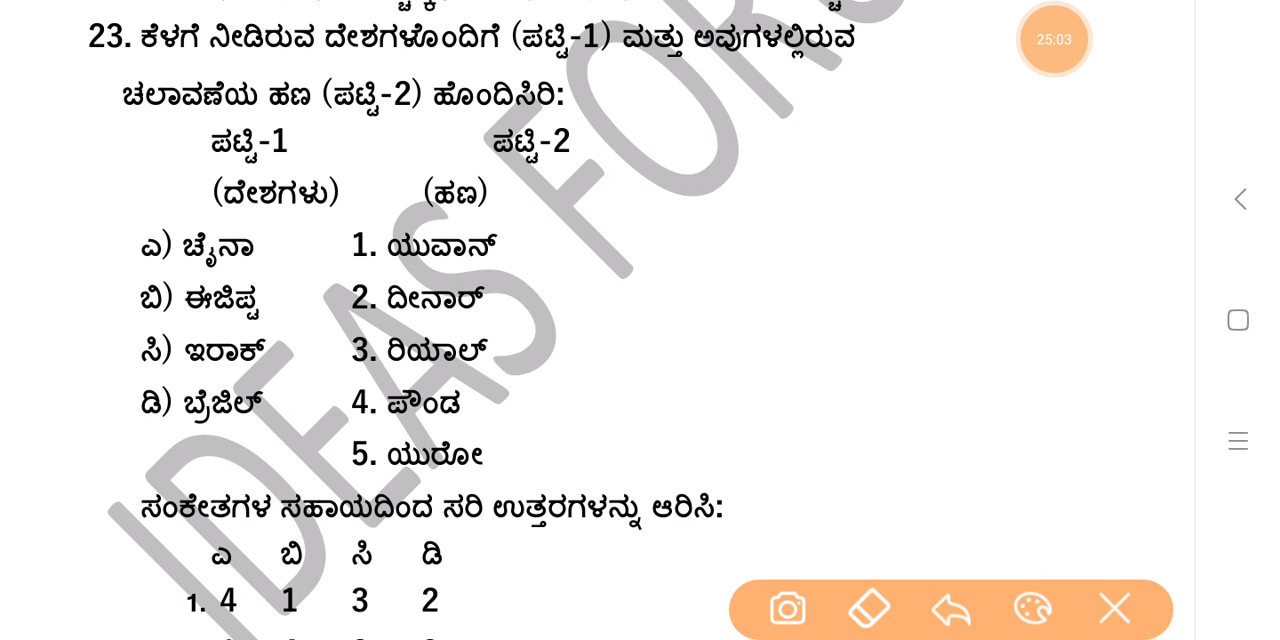 23. ಕೆಳಗೆ ನೀಡಿರುವ ದೇಶಗಳೊಂದಿಗೆ (ಪಟ್ಟಿ-1) ಮತ್ತು ಅವುಗಳಲ್ಲಿರುವ
25:03
ಚಲಾವಣೆಯ ಹಣ (ಪಟ್ಟಿ-2) ಹೊಂದಿಸಿರಿ:
ಪಟ್ಟಿ-1 ಪಟ್ಟಿ-2
(ದೇಶಗಳು) (ಹಣ)
ಎ) ಚೈನಾ 1. ಯುವಾನ್
ಬಿ) ಈಜಿಪ್ಟ 2. ದೀನಾರ್
ಸಿ) ಇರಾಕ್ 3. ರಿಯಾಲ್
ಡಿ) ಬ್ರೆಜಿಲ್ 4. ಪೌಂಡ
5. ಯುರೋ
ಸಂಕೇತಗಳ ಸಹಾಯದಿಂದ ಸರಿ ಉತ್ತರಗಳನ್ನು ಆರಿಸಿ:
ಎ ಬಿ ಸಿ ಡಿ
1. 4 1 3 2
IDEAS FOR